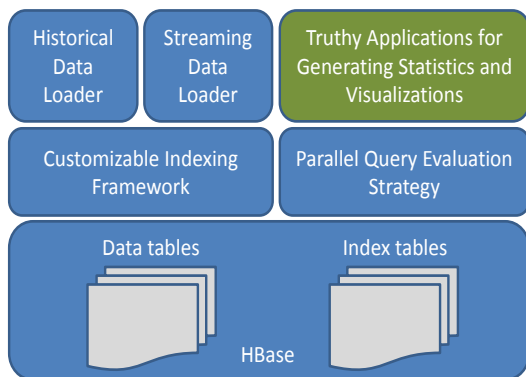 Historical
Data
Loader
Streaming
Data
Loader
Truthy Applications for
Generating Statistics and
Visualizations
Customizable Indexing
Framework
Parallel Query Evaluation
Strategy
Data tables
Index tables
HBase